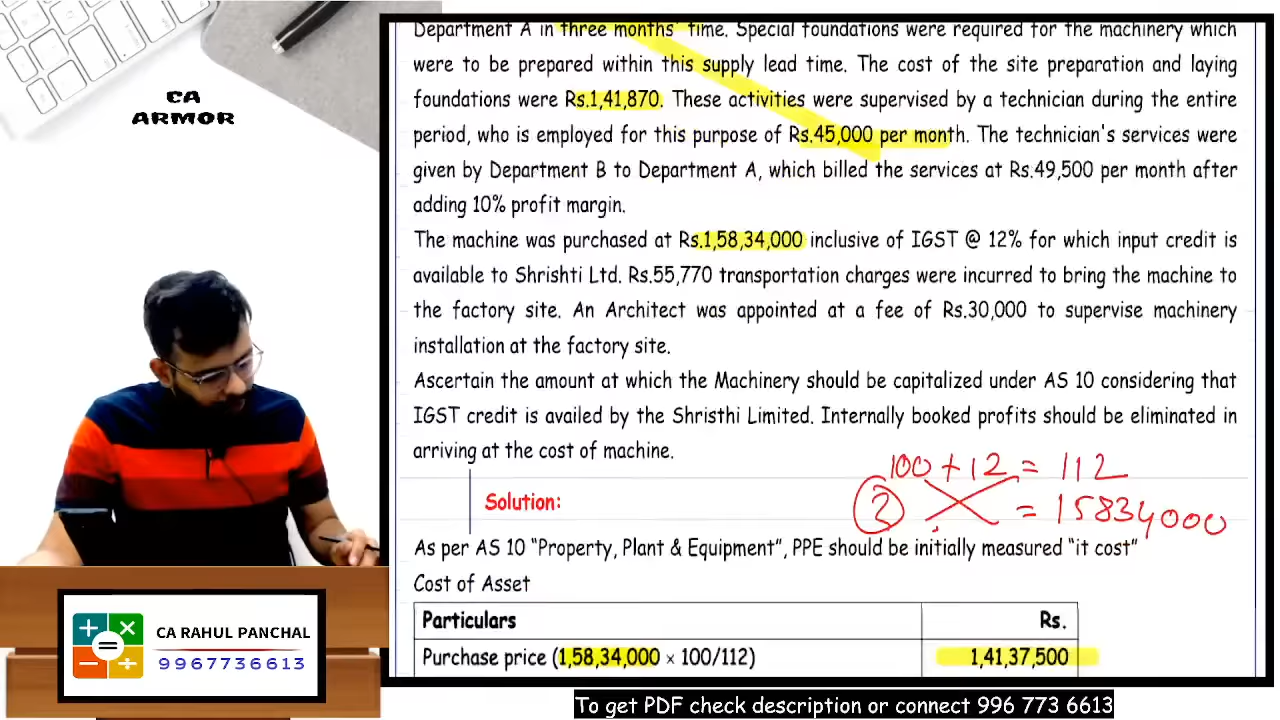 CA
ARMOR
Department A in three months' time. Special foundations were required for the machinery which
were to be prepared within this supply lead time. The cost of the site preparation and laying
foundations were Rs.1,41,870. These activities were supervised by a technician during the entire
period, who is employed for this purpose of Rs.45,000 per month. The technician's services were
given by Department B to Department A, which billed the services at Rs.49,500 per month after
adding 10% profit margin.
The machine was purchased at Rs.1,58,34,000 inclusive of IGST @ 12% for which input credit is
available to Shrishti Ltd. Rs.55,770 transportation charges were incurred to bring the machine to
the factory site. An Architect was appointed at a fee of Rs.30,000 to supervise machinery
installation at the factory site.
Ascertain the amount at which the Machinery should be capitalized under AS 10 considering that
IGST credit is availed by the Shristhi Limited. Internally booked profits should be eliminated in
arriving at the cost of machine.
100 + 12 = 112
Solution:
? = 15834000
As per AS 10 “Property, Plant & Equipment”, PPE should be initially measured “it cost”
Cost of Asset
Particulars Rs.
Purchase price (1,58,34,000 × 100/112) 1,41,37,500
CA RAHUL PANCHAL
9967736613
To get PDF check description or connect 996 773 6613